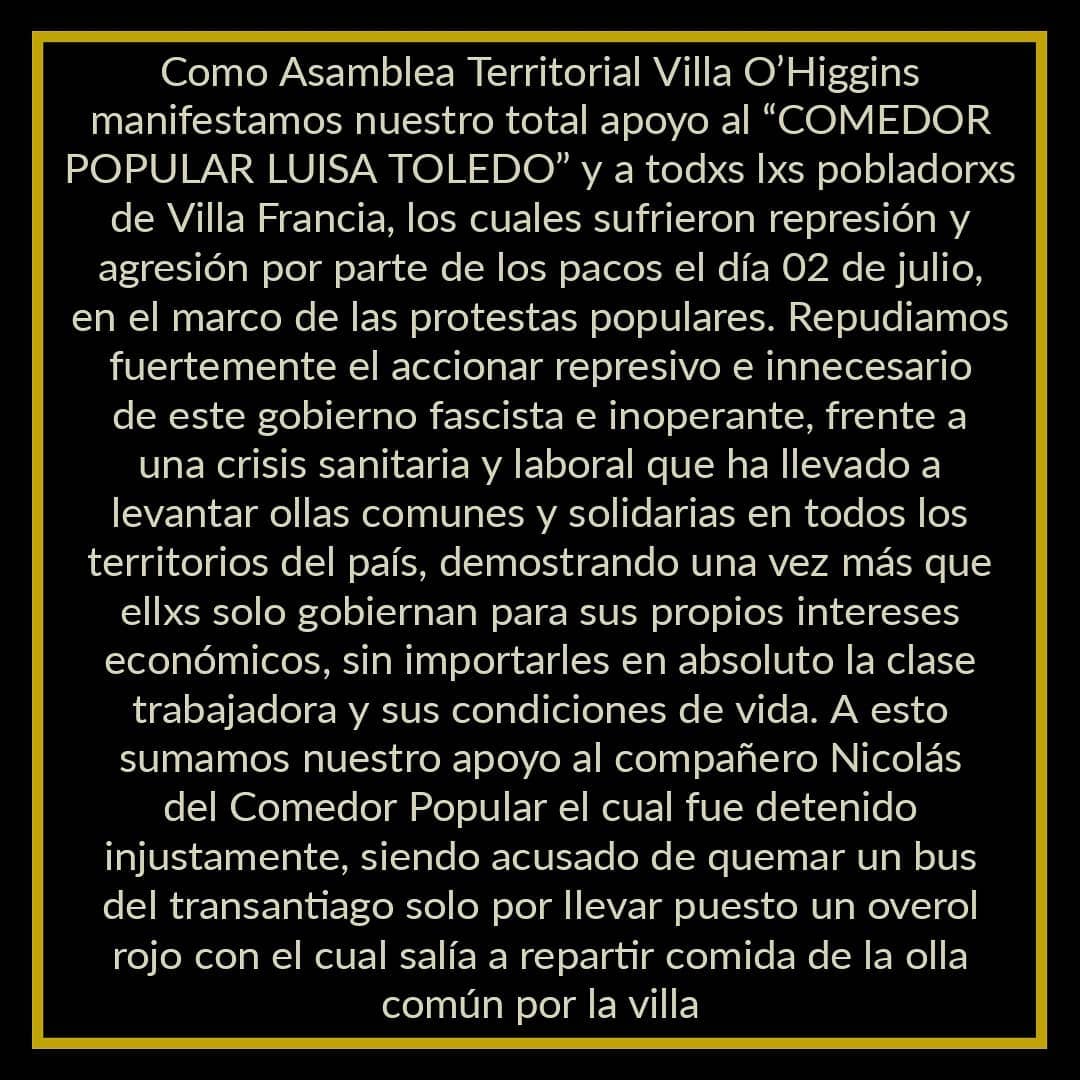 Como Asamblea Territorial Villa O’Higgins
manifestamos nuestro total apoyo al “COMEDOR
POPULAR LUISA TOLEDO” y a todxs lxs pobladorxs
de Villa Francia, los cuales sufrieron represión y
agresión por parte de los pacos el día 02 de julio,
en el marco de las protestas populares. Repudiamos
fuertemente el accionar represivo e innecesario
de este gobierno fascista e inoperante, frente a
una crisis sanitaria y laboral que ha llevado a
levantar ollas comunes y solidarias en todos los
territorios del país, demostrando una vez más que
ellxs solo gobiernan para sus propios intereses
económicos, sin importarles en absoluto la clase
trabajadora y sus condiciones de vida. A esto
sumamos nuestro apoyo al compañero Nicolás
del Comedor Popular el cual fue detenido
injustamente, siendo acusado de quemar un bus
del transantiago solo por llevar puesto un overol
rojo con el cual salía a repartir comida de la olla
común por la villa